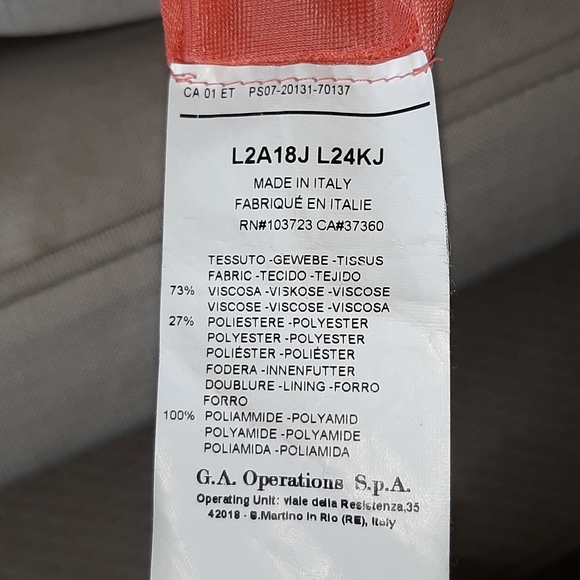 CA 01 ET PS07-20131-70137
L2A18J L24KJ
MADE IN ITALY
FABRIQUÉ EN ITALIE
RN#103723 CA#37360
TESSUTO -GEWEBE -TISSUS
FABRIC -TECIDO -TEJIDO
73% VISCOSA -VISKOSE -VISCOSE
VISCOSE -VISCOSE -VISCOSA
27% POLIESTERE -POLYESTER
POLYESTER -POLYESTER
POLIÉSTER -POLIÉSTER
FODERA -INNENFUTTER
DOUBLURE -LINING -FORRO
FORRO
100% POLIAMMIDE -POLYAMID
POLYAMIDE -POLYAMIDE
POLIAMIDA -POLIAMIDA
G.A. Operations S.p.A.
Operating Unit: viale della Resistenza,35
42018 - S.Martino in Rio (RE), Italy